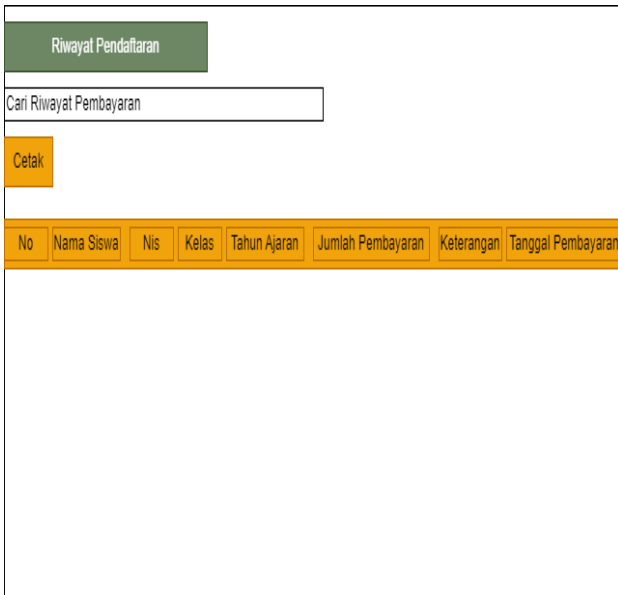 Riwayat Pendaftaran
Cari Riwayat Pembayaran
Cetak
No Nama Siswa Nis Kelas Tahun Ajaran Jumlah Pembayaran Keterangan Tanggal Pembayaran